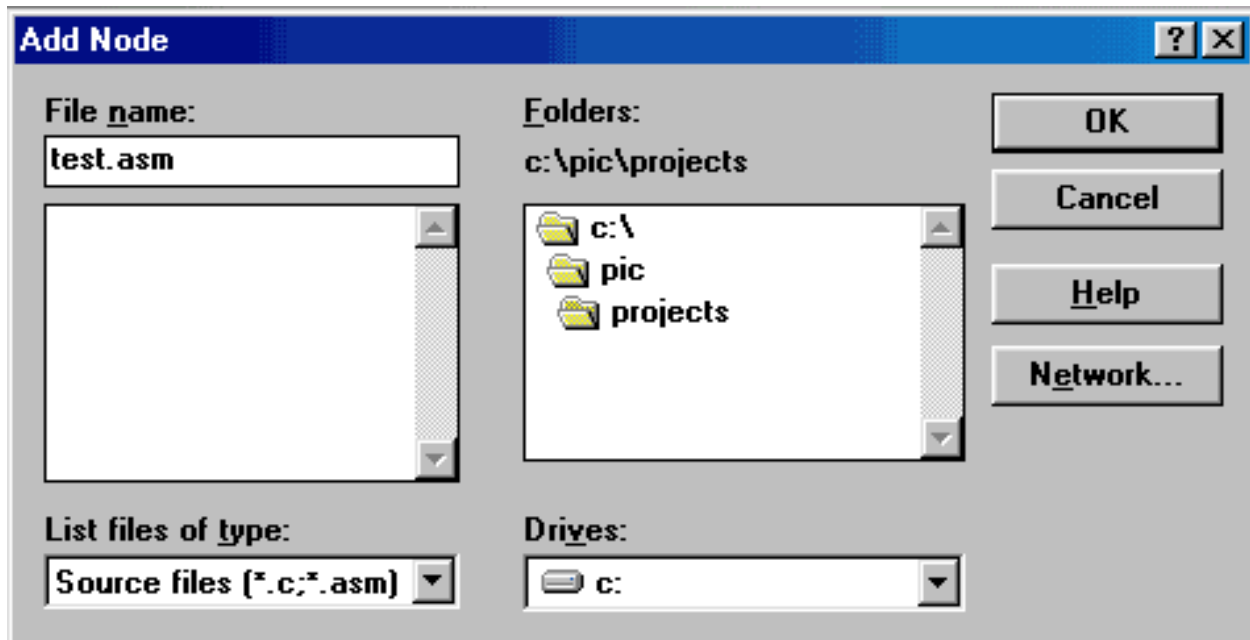 Add Node
File name:
test.asm
Folders:
c:\pic\projects
c:\
pic
projects
OK
Cancel
Help
Network...
List files of type:
Source files (*.c;*.asm)
Drives:
c: